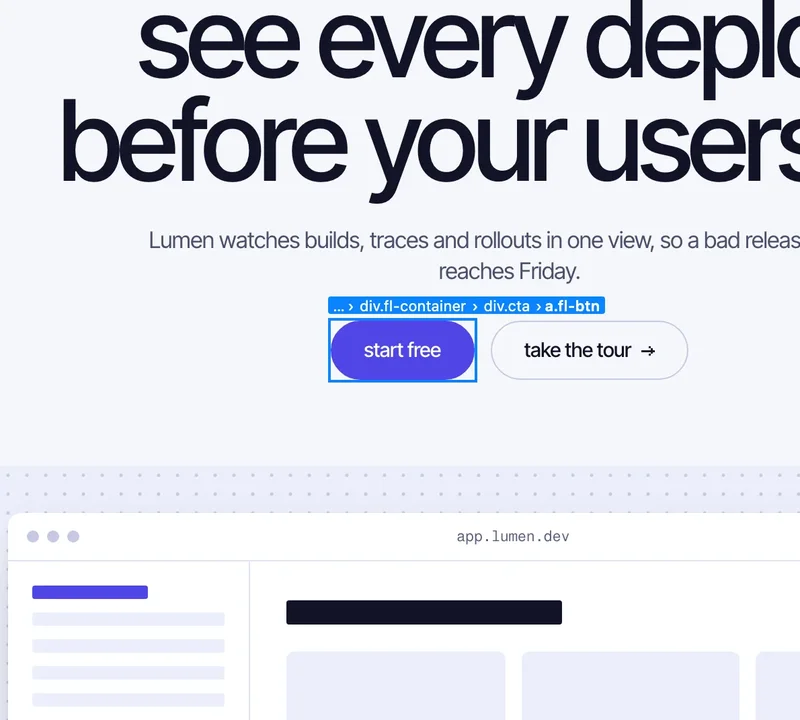 see every deplo
before your users
Lumen watches builds, traces and rollouts in one view, so a bad releas
reaches Friday.
... › div.fl-container › div.cta › a.fl-btn
start free
take the tour →
app.lumen.dev